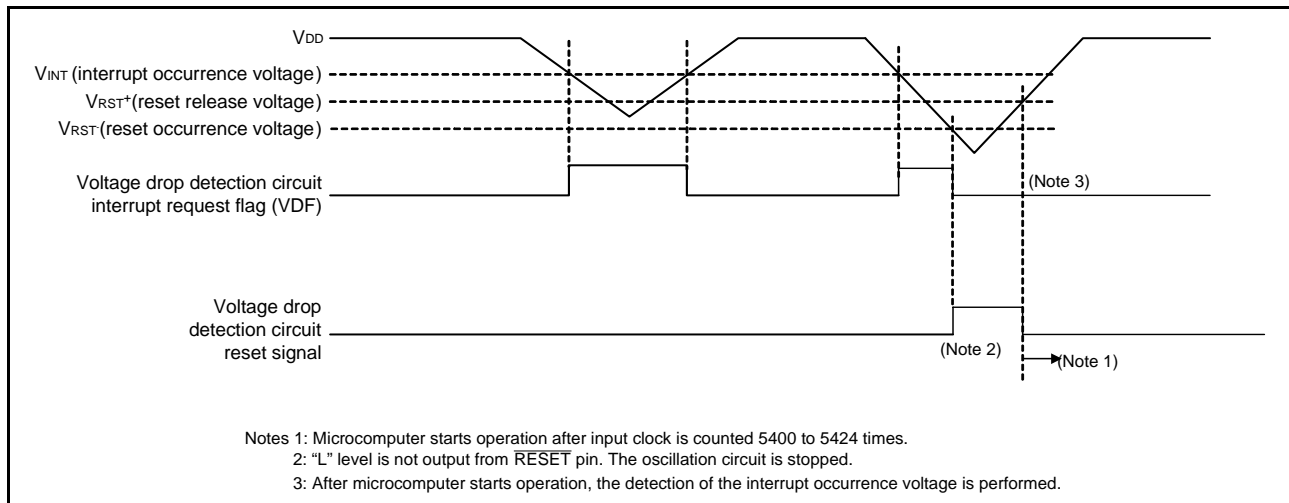 VDD
VINT (interrupt occurrence voltage)
VRST+(reset release voltage)
VRST-(reset occurrence voltage)
Voltage drop detection circuit
interrupt request flag (VDF)
(Note 3)
Voltage drop
detection circuit
reset signal
(Note 2)
(Note 1)
Notes 1: Microcomputer starts operation after input clock is counted 5400 to 5424 times.
2: “L” level is not output from RESET pin. The oscillation circuit is stopped.
3: After microcomputer starts operation, the detection of the interrupt occurrence voltage is performed.